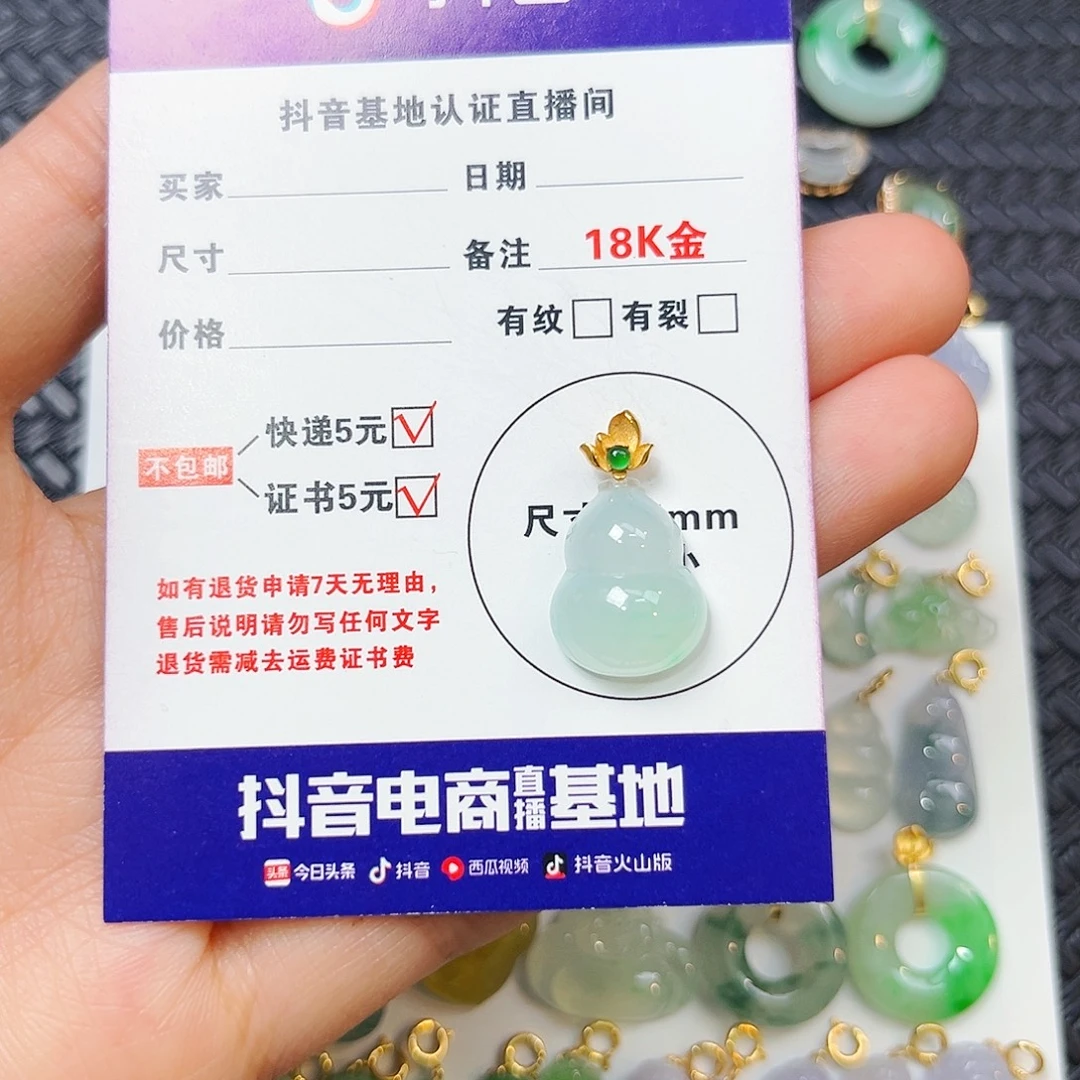 抖音基地认证直播间
买家 日期
尺寸 备注 18K金
价格 有纹 有裂
快递5元
不包邮
证书5元
尺 mm
如有退货申请7天无理由，
售后说明请勿写任何文字
退货需减去运费证书费
抖音电商直播基地
头条 今日头条 抖音 西瓜视频 抖音火山版